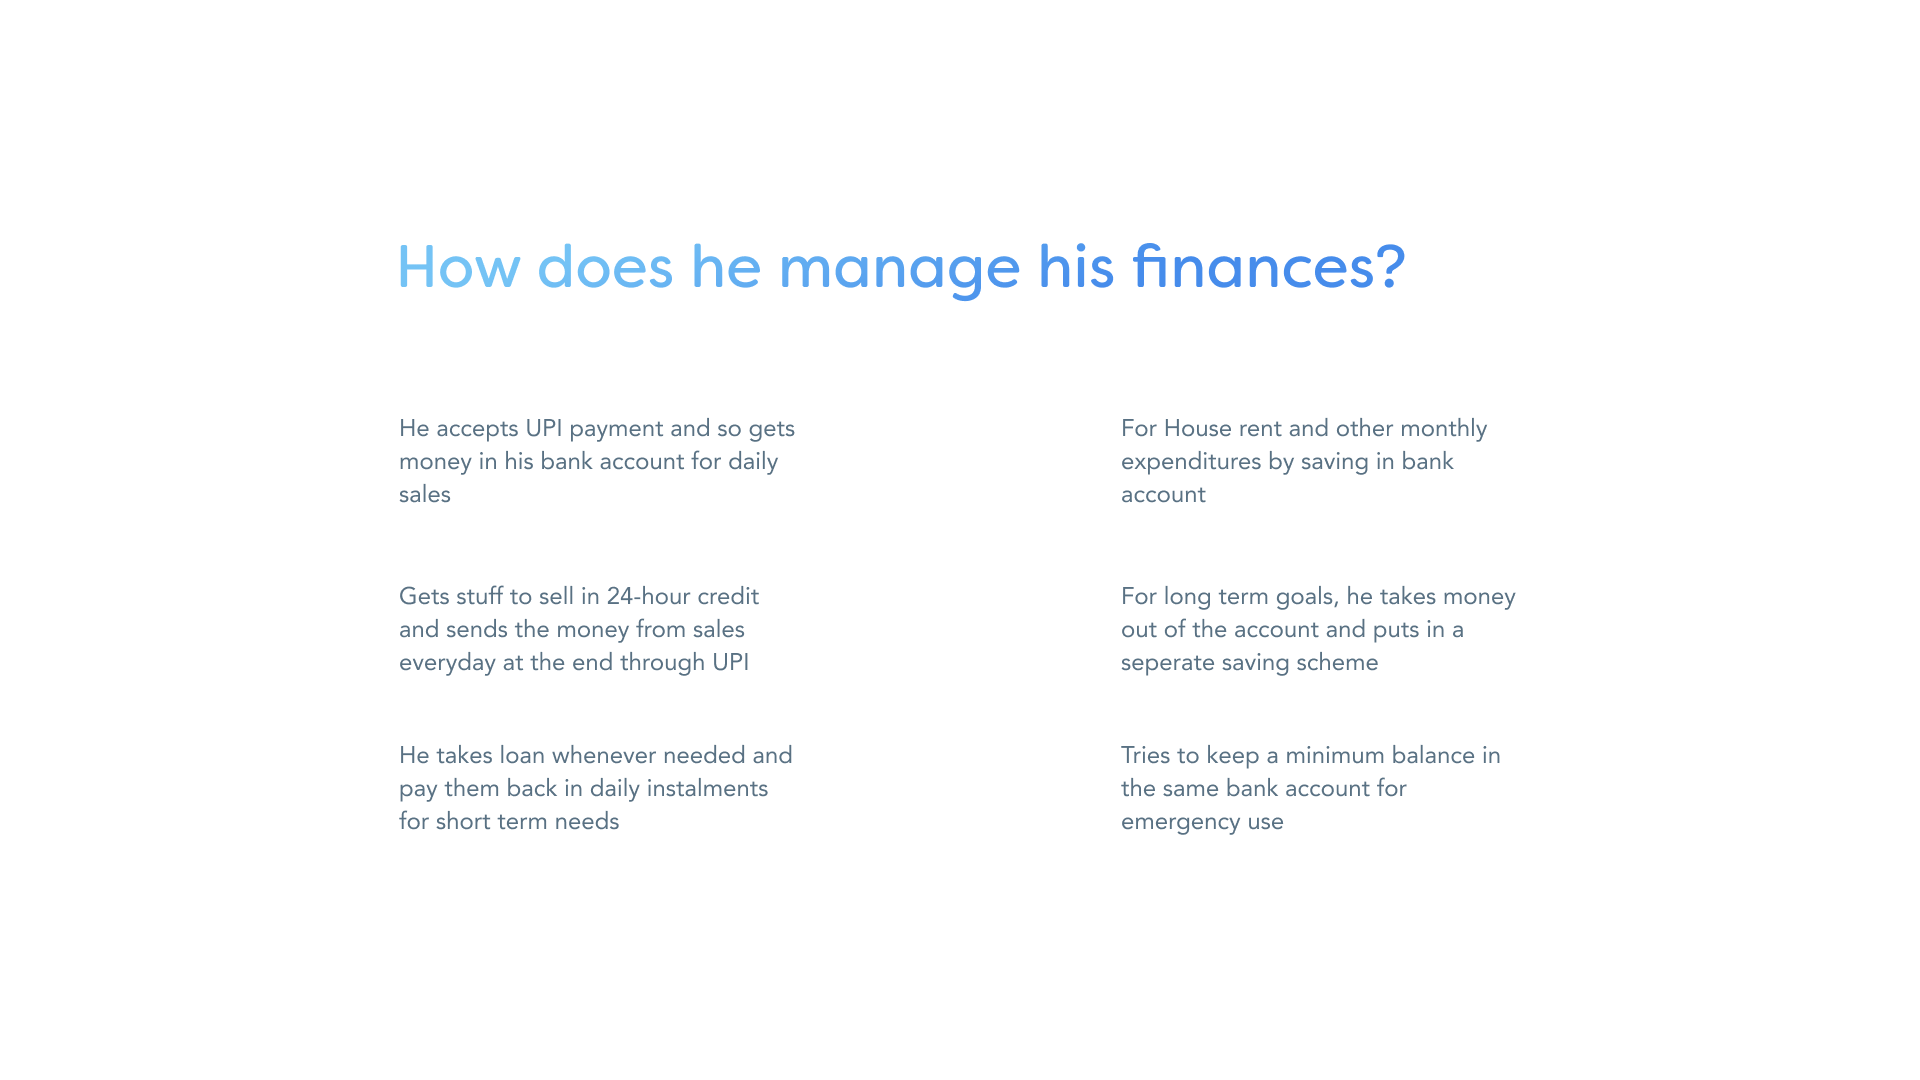 How does he manage his finances?
He accepts UPI payment and so gets
money in his bank account for daily
sales
Gets stuff to sell in 24-hour credit
and sends the money from sales
everyday at the end through UPI
He takes loan whenever needed and
pay them back in daily instalments
for short term needs
For House rent and other monthly
expenditures by saving in bank
account
For long term goals, he takes money
out of the account and puts in a
seperate saving scheme
Tries to keep a minimum balance in
the same bank account for
emergency use